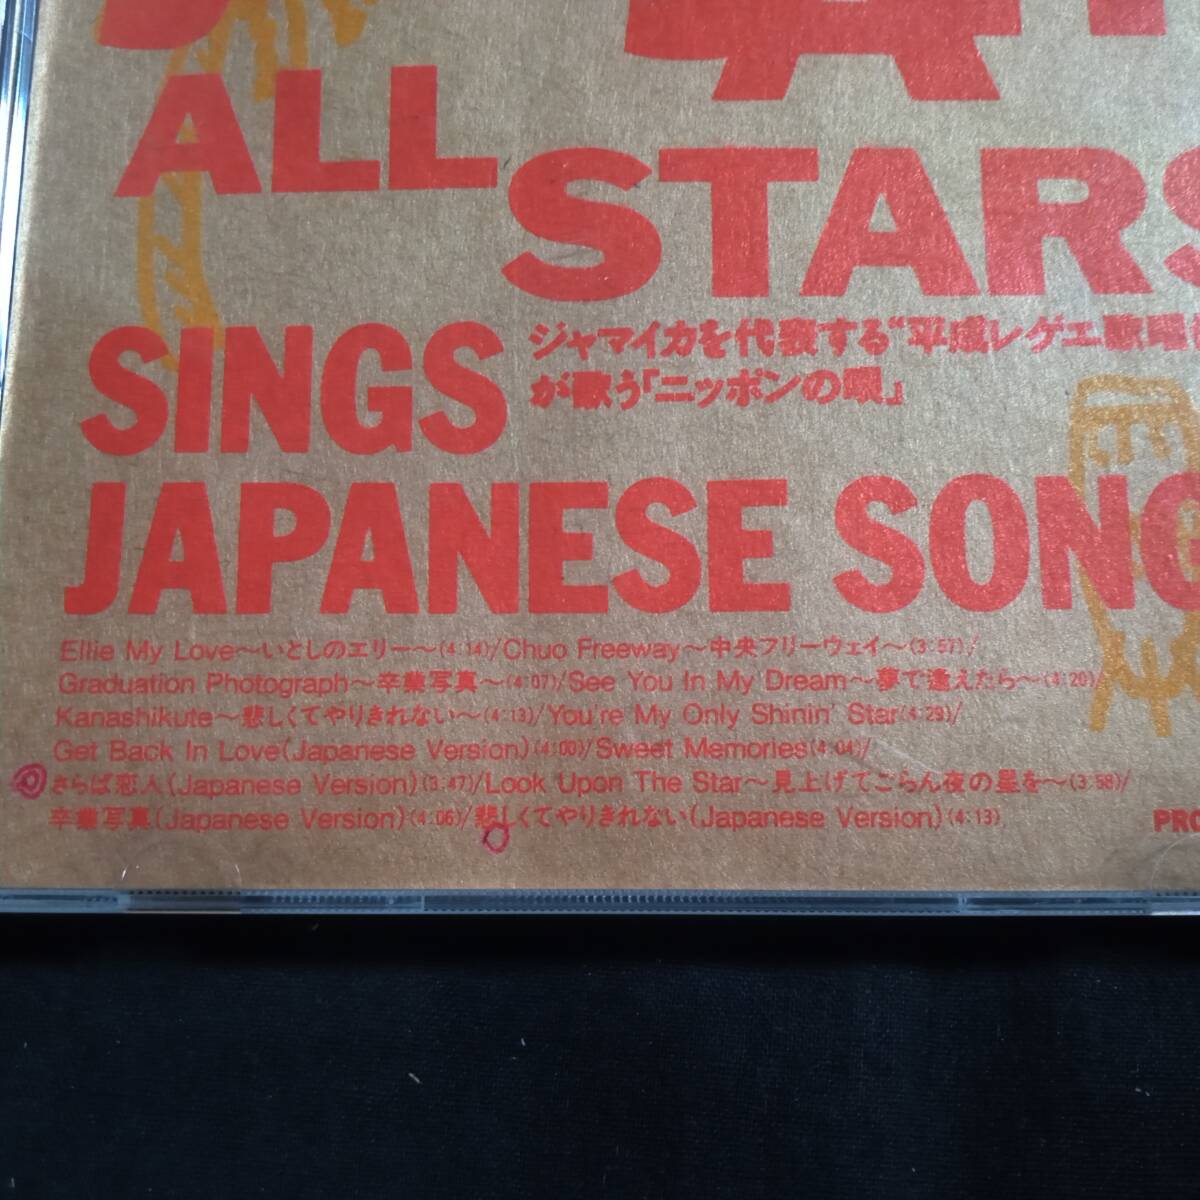 ALL
STARS
SINGS
ジャマイカを代表する“平成レゲエ歌唱
が歌う「ニッポンの唄」
JAPANESE SONG
Ellie My Love〜いとしのエリー〜(4:14)/Chuo Freeway〜中央フリーウェイ〜(3:57)/
Graduation Photograph〜卒業写真〜(4:07)/See You In My Dream〜夢で逢えたら〜(4:20)/
Kanashikute〜悲しくてやりきれない〜(4:13)/You're My Only Shinin' Star(4:29)/
Get Back In Love(Japanese Version)(4:00)/Sweet Memories(4:04)/
さらば恋人(Japanese Version)(3:47)/Look Upon The Star〜見上げてごらん夜の星を〜(3:58)/
卒業写真(Japanese Version)(4:06)/悲しくてやりきれない(Japanese Version)(4:13)
PRO